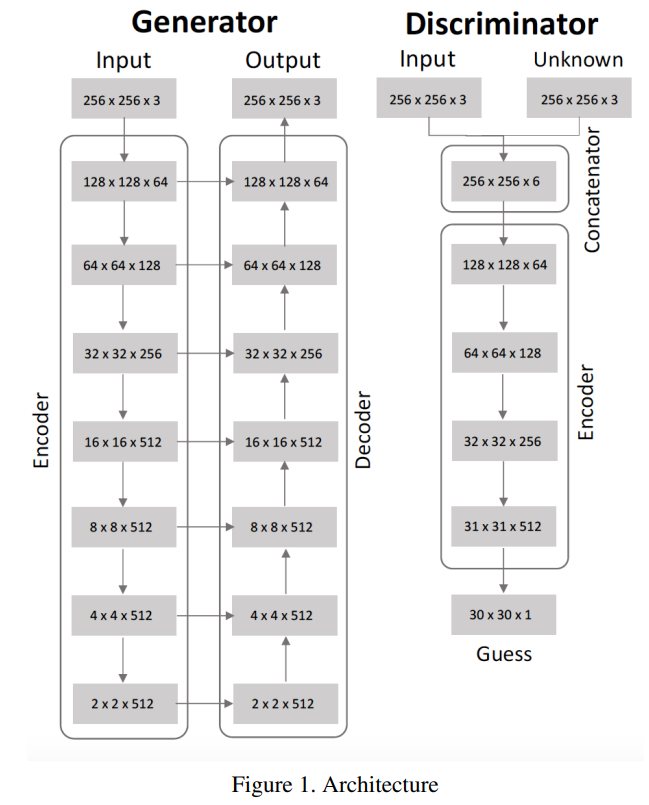 Generator
Input
Output
256 x 256 x 3
256 x 256 x 3
128 x 128 x 64
128 x 128 x 64
64 x 64 x 128
64 x 64 x 128
32 x 32 x 256
32 x 32 x 256
16 x 16 x 512
16 x 16 x 512
8 x 8 x 512
8 x 8 x 512
4 x 4 x 512
4 x 4 x 512
2 x 2 x 512
2 x 2 x 512
Encoder
Decoder
Discriminator
Input
Unknown
256 x 256 x 3
256 x 256 x 3
256 x 256 x 6
Concatenator
128 x 128 x 64
64 x 64 x 128
32 x 32 x 256
31 x 31 x 512
Encoder
30 x 30 x 1
Guess
Figure 1. Architecture